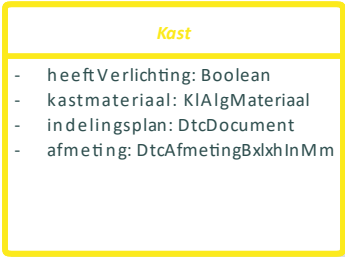 Kast
- heeftVerlichting: Boolean
- kastmateriaal: KlAlgMateriaal
- indelingsplan: DtcDocument
- afmeting: DtcAfmetingBxlxhInMm